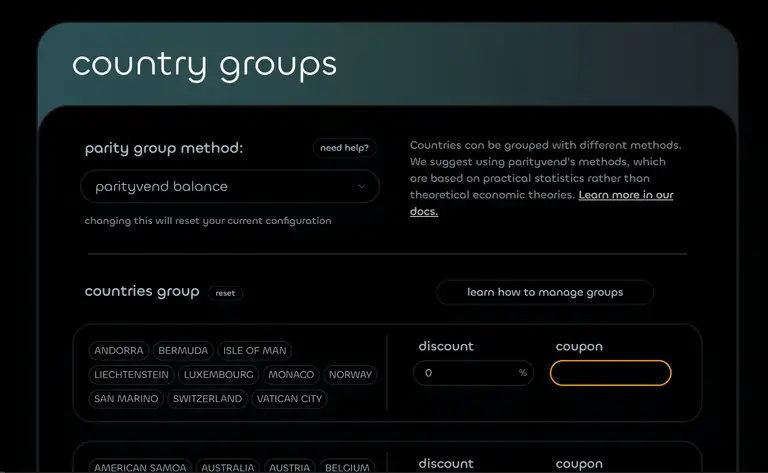 country groups
parity group method:
need help?
parityvend balance
changing this will reset your current configuration
Countries can be grouped with different methods.
We suggest using parityvend's methods, which
are based on practical statistics rather than
theoretical economic theories. Learn more in our
docs.
countries group
reset
learn how to manage groups
ANDORRA BERMUDA ISLE OF MAN
LIECHTENSTEIN LUXEMBOURG MONACO NORWAY
SAN MARINO SWITZERLAND VATICAN CITY
discount
0 %
coupon
AMERICAN SAMOA AUSTRALIA AUSTRIA BELGIUM
discount
coupon